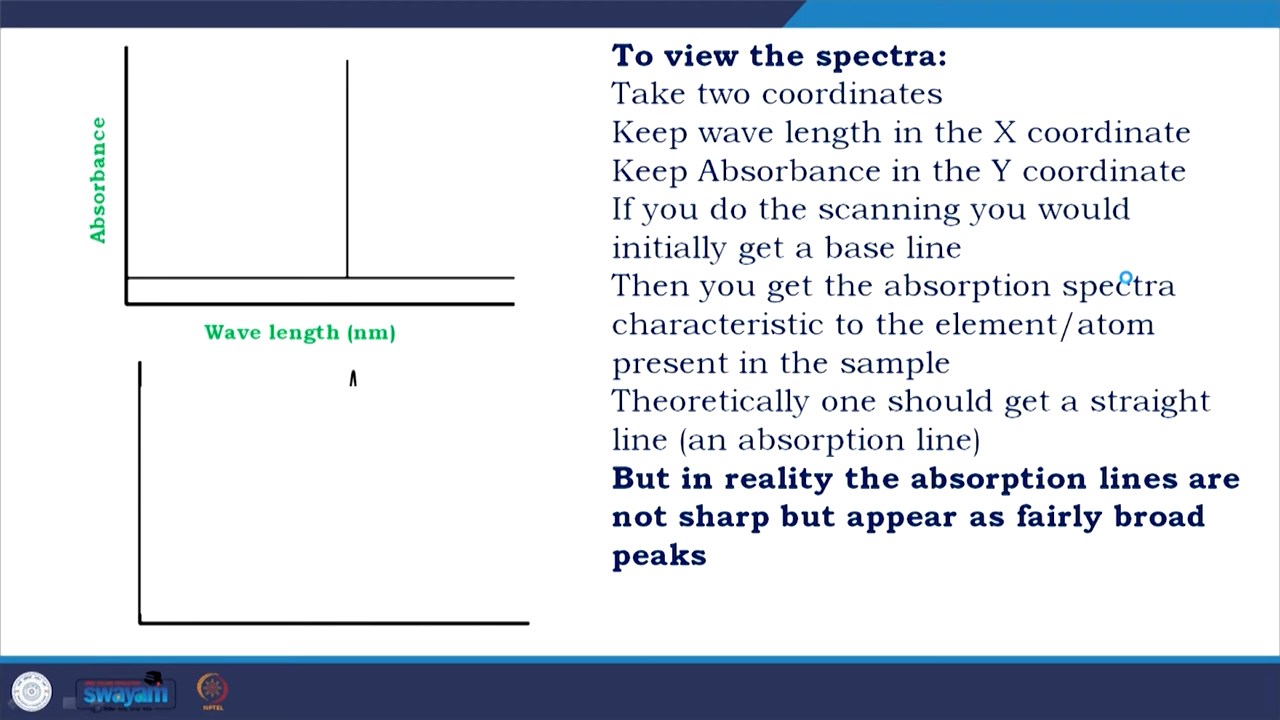 Absorbance
Wave length (nm)
To view the spectra:
Take two coordinates
Keep wave length in the X coordinate
Keep Absorbance in the Y coordinate
If you do the scanning you would
initially get a base line
Then you get the absorption spectra
characteristic to the element/atom
present in the sample
Theoretically one should get a straight
line (an absorption line)
But in reality the absorption lines are
not sharp but appear as fairly broad
peaks
swayam
NPTEL